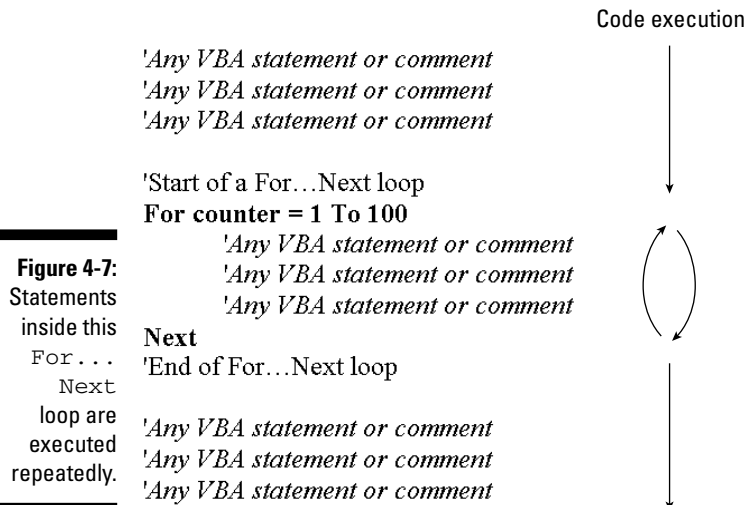 Code execution
'Any VBA statement or comment
'Any VBA statement or comment
'Any VBA statement or comment
'Start of a For…Next loop
For counter = 1 To 100
'Any VBA statement or comment
'Any VBA statement or comment
'Any VBA statement or comment
Next
'End of For…Next loop
'Any VBA statement or comment
'Any VBA statement or comment
'Any VBA statement or comment
Figure 4-7:
Statements
inside this
For...
Next
loop are
executed
repeatedly.